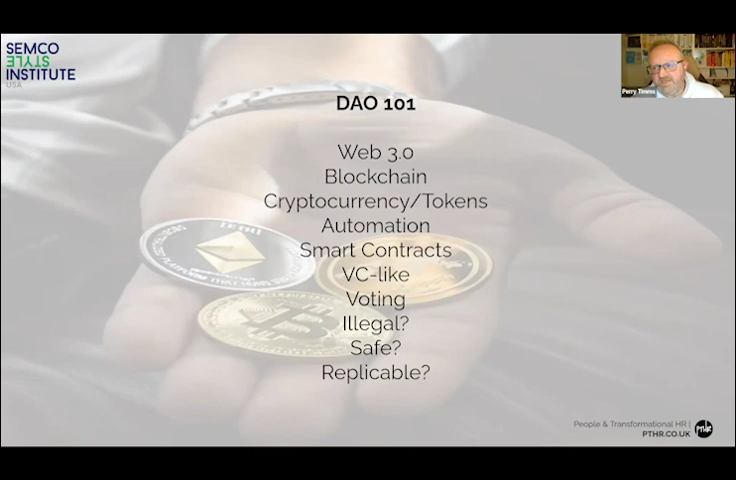 SEMCO
STYLE
INSTITUTE
USA
Perry Timms
DAO 101
Web 3.0
Blockchain
Cryptocurrency/Tokens
Automation
Smart Contracts
VC-like
Voting
Illegal?
Safe?
Replicable?
People & Transformational HR |
PTHR.CO.UK
PTHR